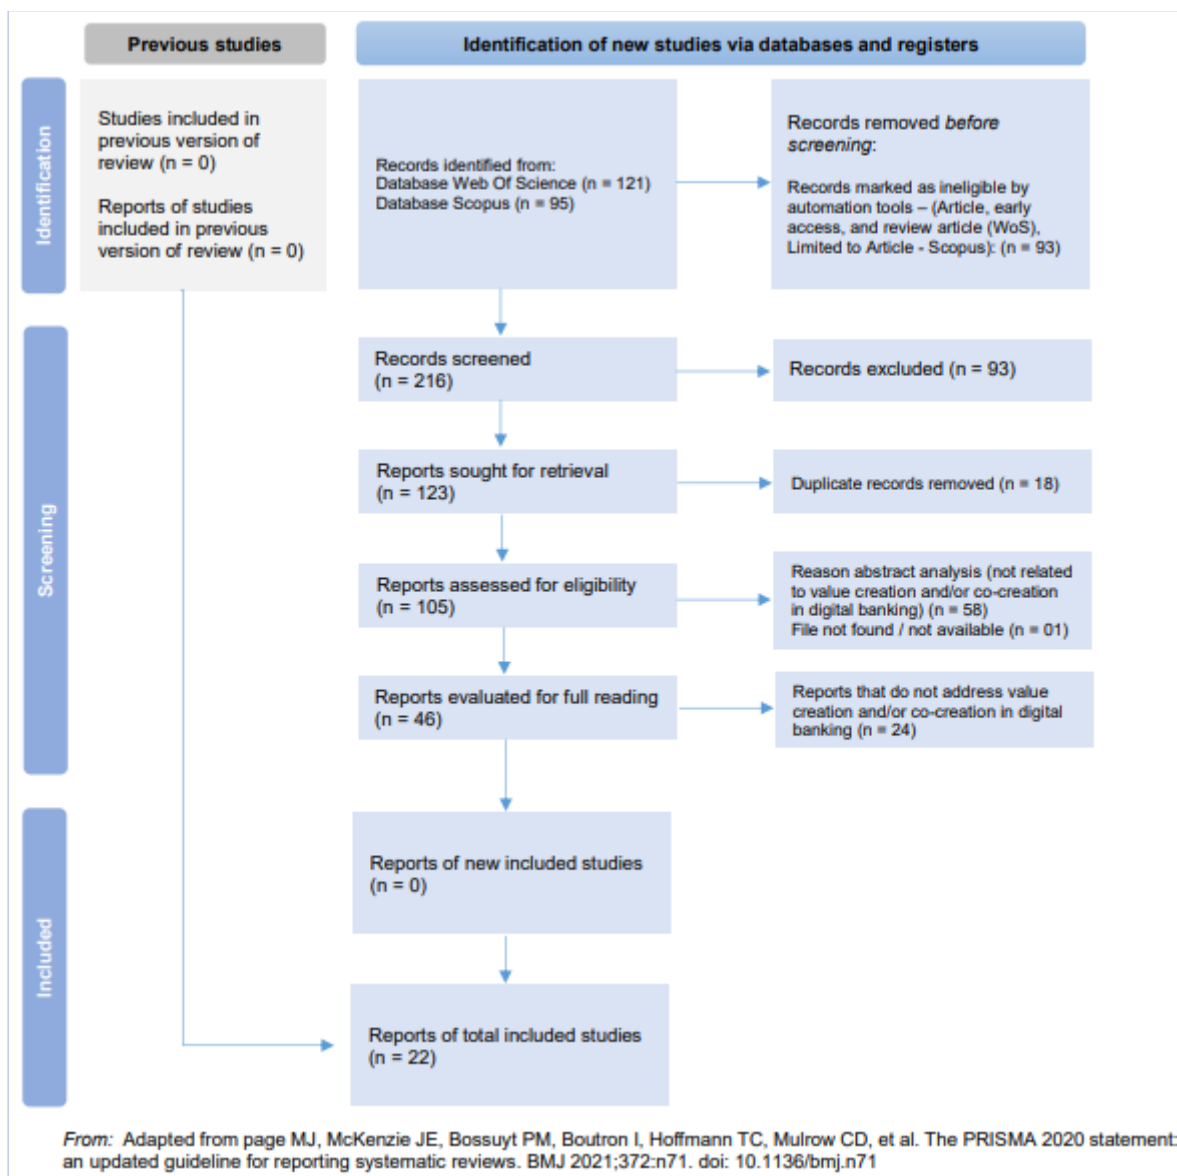 Previous studies
Identification of new studies via databases and registers
Identification
Studies included in
previous version of
review (n = 0)
Reports of studies
included in previous
version of review (n = 0)
Records identified from:
Database Web Of Science (n = 121)
Database Scopus (n = 95)
Records removed before
screening:
Records marked as ineligible by
automation tools – (Article, early
access, and review article (WoS),
Limited to Article - Scopus): (n = 93)
Screening
Records screened
(n = 216)
Records excluded (n = 93)
Reports sought for retrieval
(n = 123)
Duplicate records removed (n = 18)
Reports assessed for eligibility
(n = 105)
Reason abstract analysis (not related
to value creation and/or co-creation
in digital banking) (n = 58)
File not found / not available (n = 01)
Reports evaluated for full reading
(n = 46)
Reports that do not address value
creation and/or co-creation in digital
banking (n = 24)
Included
Reports of new included studies
(n = 0)
Reports of total included studies
(n = 22)
From: Adapted from page MJ, McKenzie JE, Bossuyt PM, Boutron I, Hoffmann TC, Mulrow CD, et al. The PRISMA 2020 statement:
an updated guideline for reporting systematic reviews. BMJ 2021;372:n71. doi: 10.1136/bmj.n71